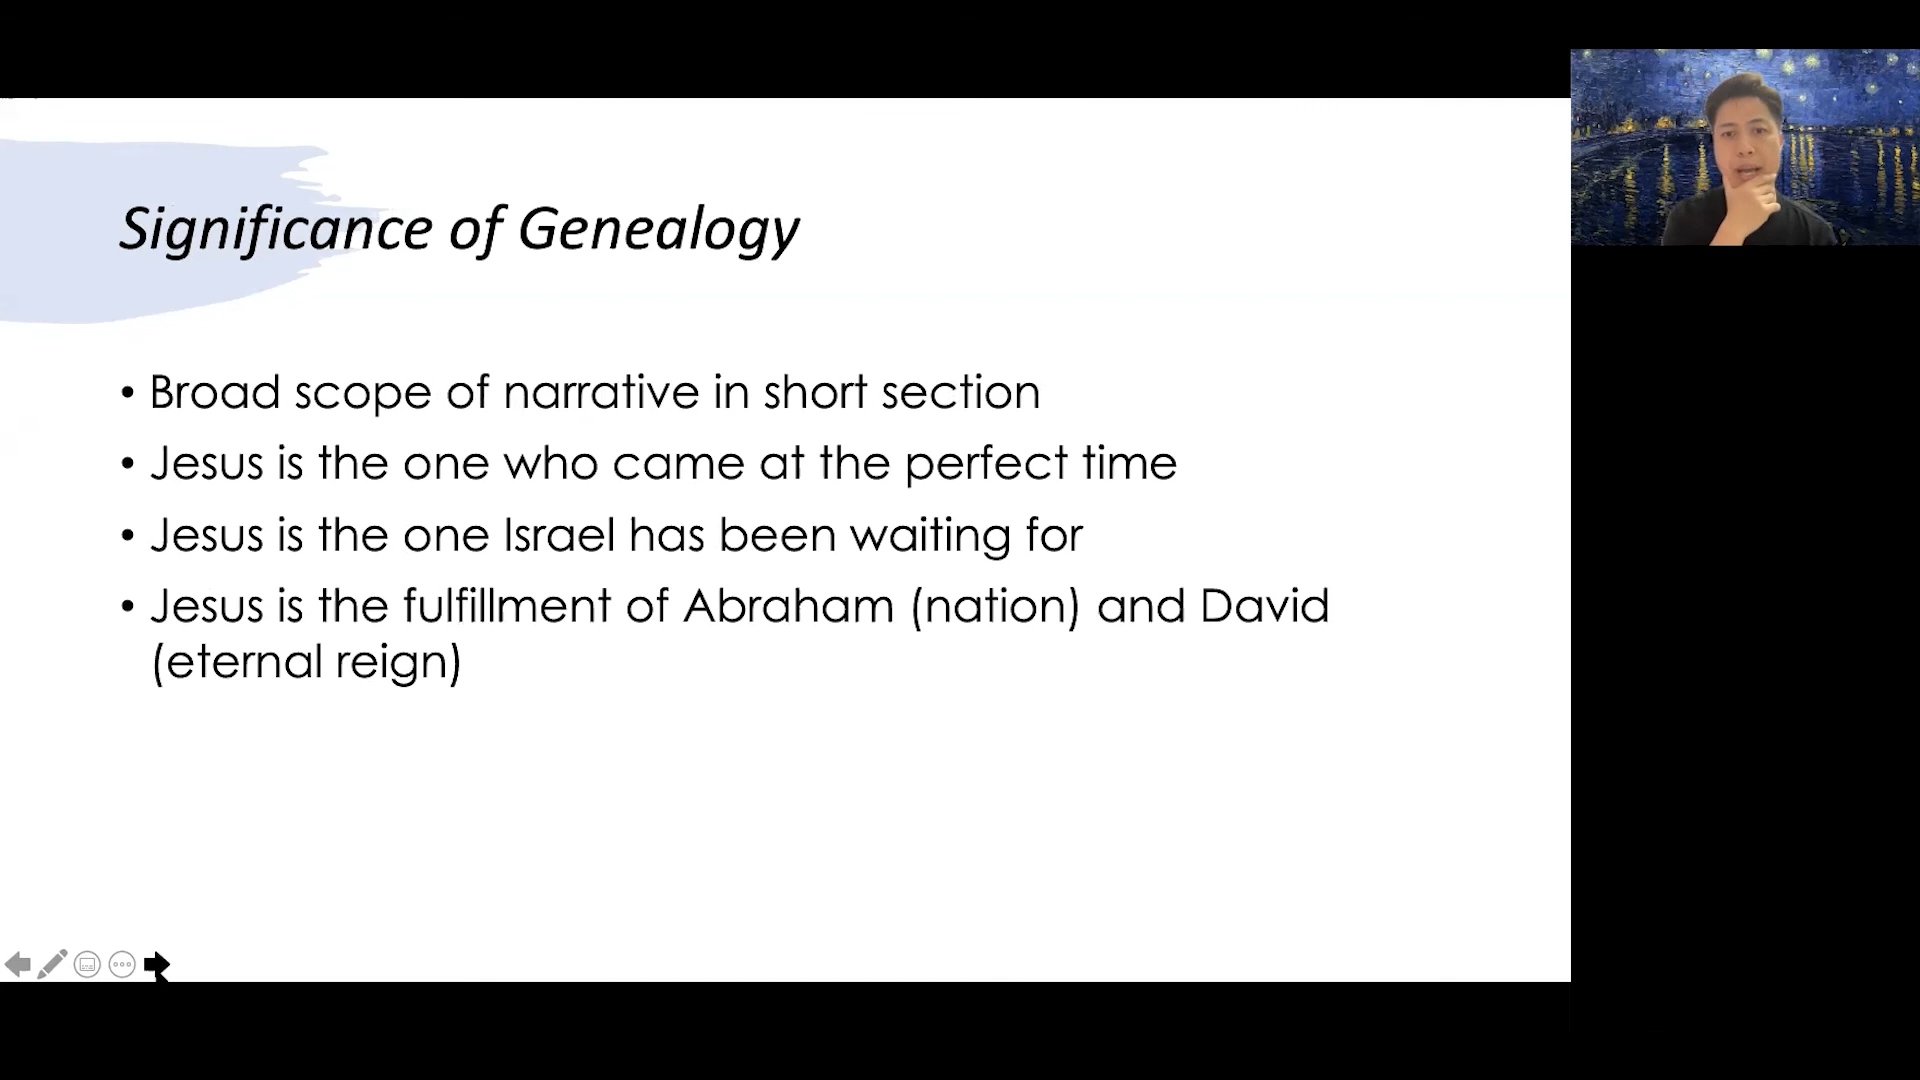 Significance of Genealogy
• Broad scope of narrative in short section
• Jesus is the one who came at the perfect time
• Jesus is the one Israel has been waiting for
• Jesus is the fulfillment of Abraham (nation) and David
(eternal reign)